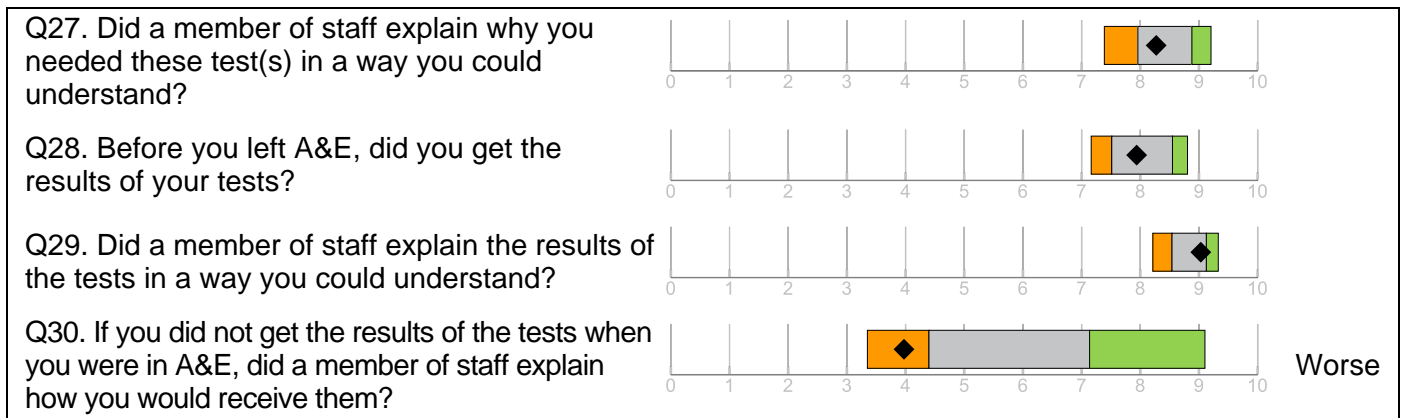 Q27. Did a member of staff explain why you
needed these test(s) in a way you could
understand?
0 1 2 3 4 5 6 7 8 9 10
Q28. Before you left A&E, did you get the
results of your tests?
0 1 2 3 4 5 6 7 8 9 10
Q29. Did a member of staff explain the results of
the tests in a way you could understand?
0 1 2 3 4 5 6 7 8 9 10
Q30. If you did not get the results of the tests when
you were in A&E, did a member of staff explain
how you would receive them?
0 1 2 3 4 5 6 7 8 9 10
Worse